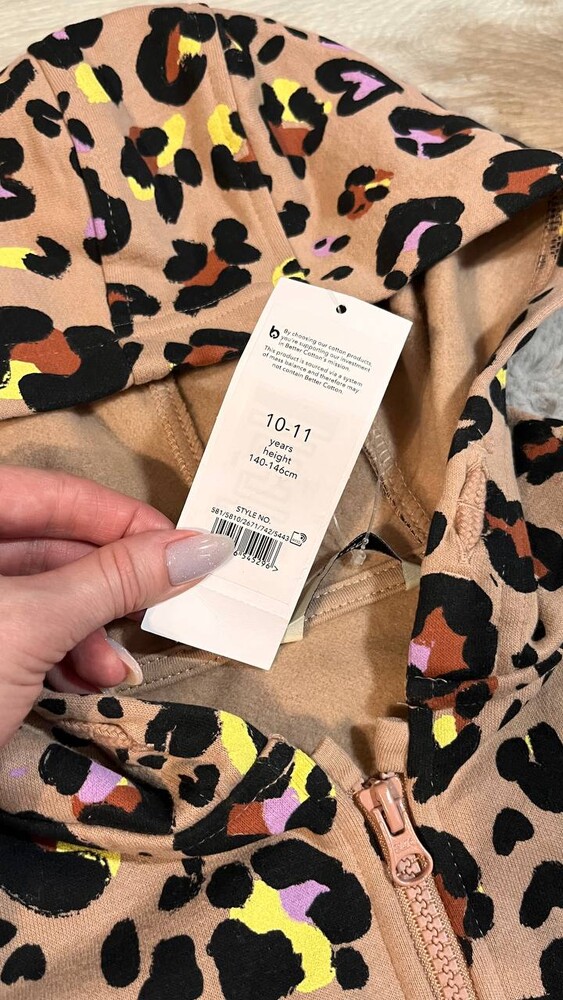 By choosing our cotton products,
you're supporting our investment
in Better Cotton's mission.
This product is sourced via a system
of mass balance and therefore may
not contain Better Cotton.
10-11
years
height
140-146cm
STYLE NO.
581/5810/2671/742/5443
545296>